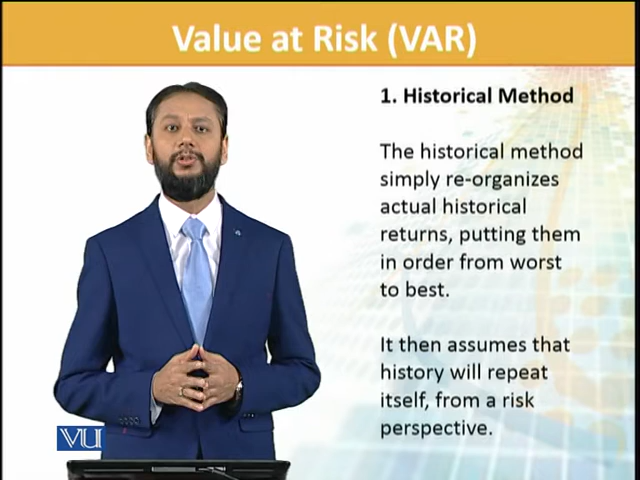 Value at Risk (VAR)
1. Historical Method
The historical method
simply re-organizes
actual historical
returns, putting them
in order from worst
to best.
It then assumes that
history will repeat
itself, from a risk
perspective.
VU